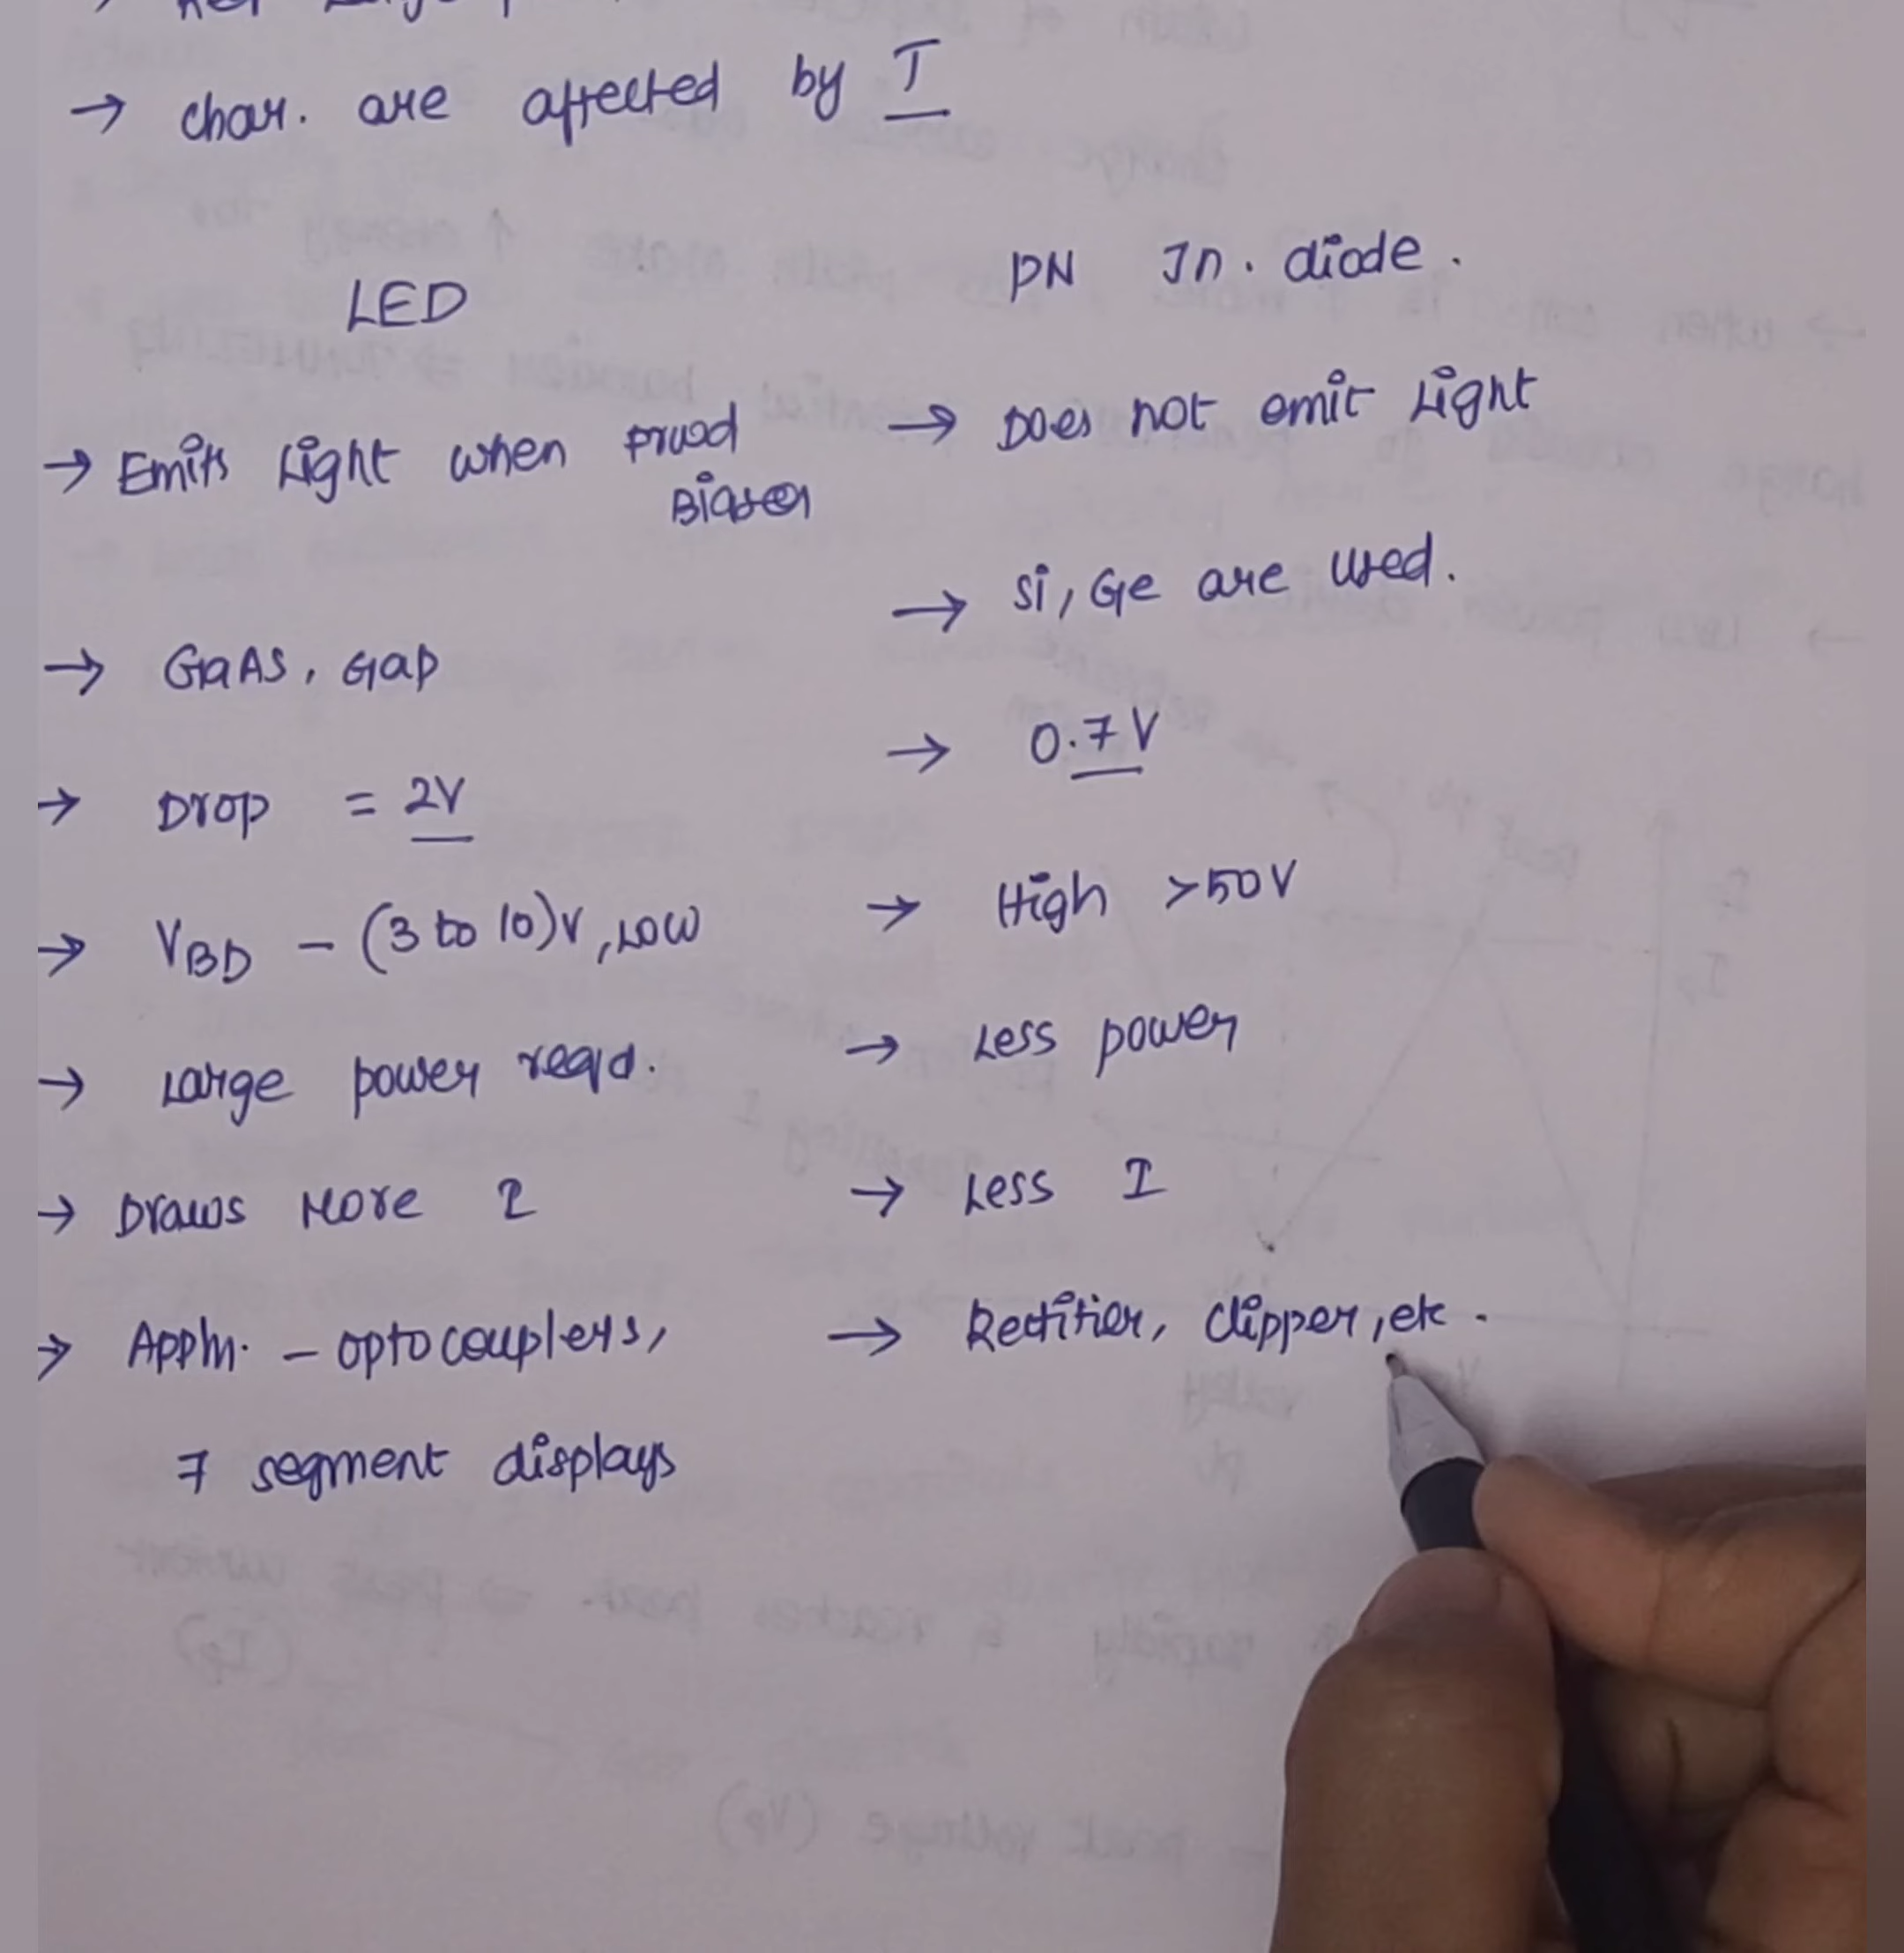 → char. are affected by T
LED
PN Jn. diode.
→ Emits Light when Frwd
Biased
→ Does not emit Light
→ GaAs, GaP
→ Si, Ge are used.
→ Drop = 2V
→ 0.7V
→ VBD – (3 to 10)V, LOW
→ High >50V
→ Large power reqd.
→ Less power
→ Draws More I
→ Less I
→ Appln. – optocouplers,
7 segment displays
→ Rectifier, clipper, etc.